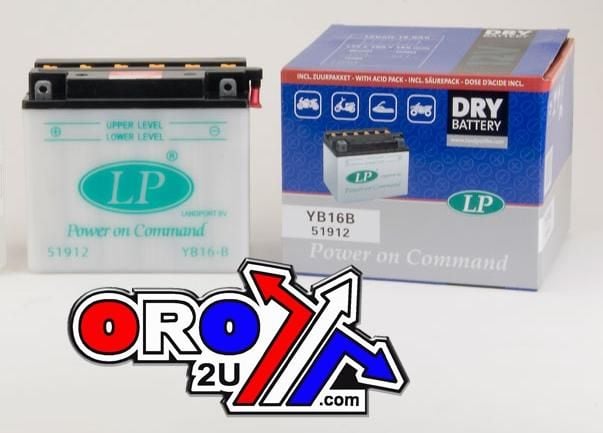 UPPER LEVEL
LOWER LEVEL
LP
®
LANDPORT BV
Power on Command
51912 YB16-B
INCL. ZUURPAKKET - WITH ACID PACK - INCL. SÄUREPACK - DOSE D'ACIDE INCL.
DRY
BATTERY
YB16B
51912
LP
Power on Command
ORO
2U
.com